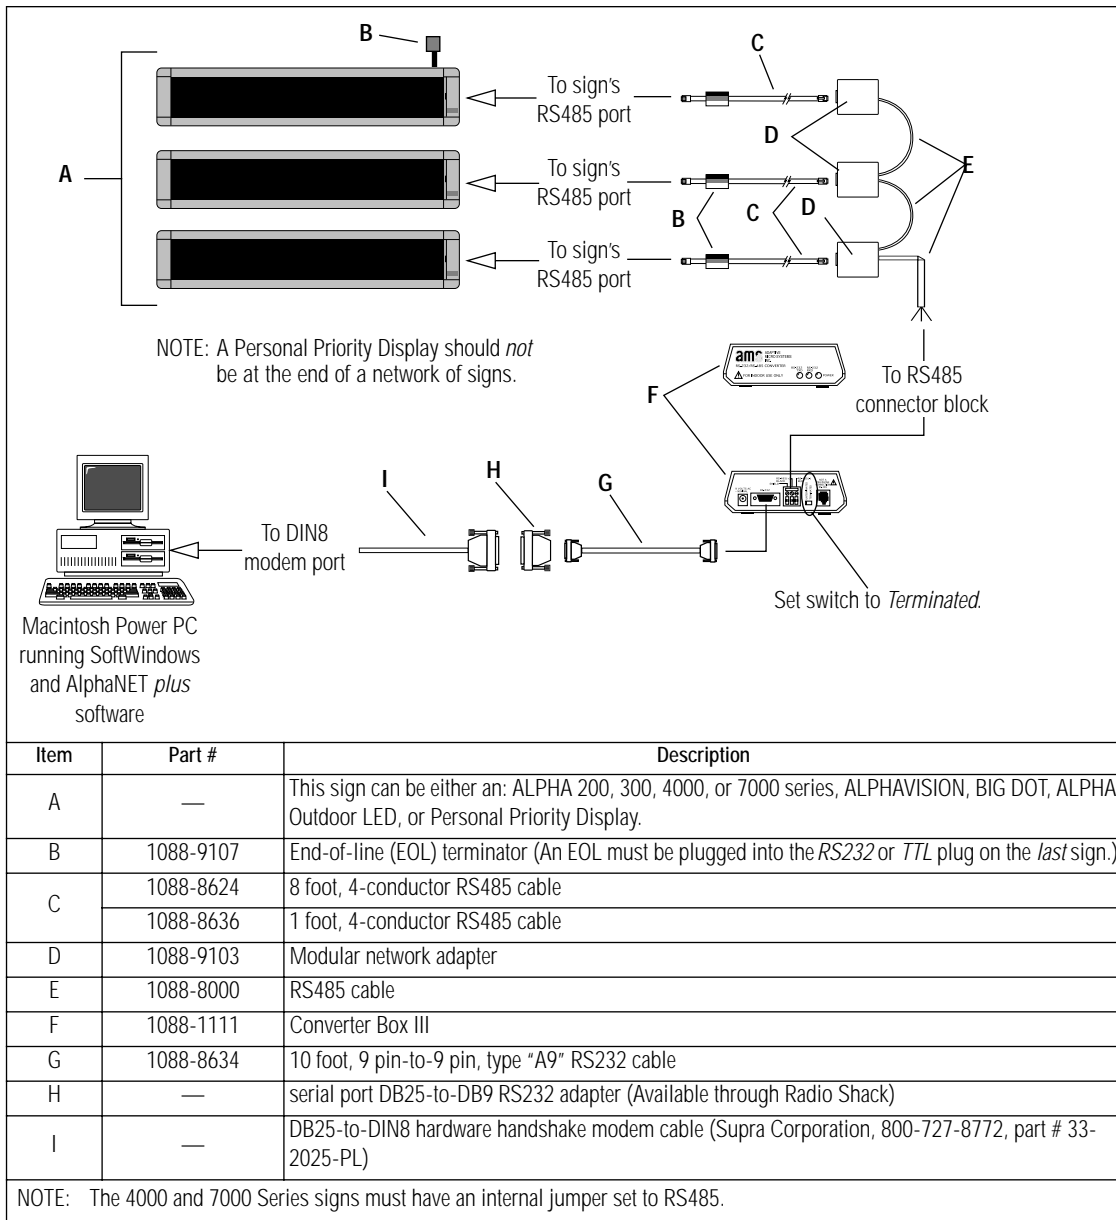 B
C
To sign's
RS485 port
D
A
To sign's
RS485 port
E
B
C
D
To sign's
RS485 port
NOTE: A Personal Priority Display should not
be at the end of a network of signs.
ADAPTIVE
MICROSYSTEMS
INC.
FOR INDOOR USE ONLY
POWER
F
To RS485
connector block
I
H
G
To DIN8
modem port
Set switch to Terminated.
Macintosh Power PC
running SoftWindows
and AlphaNET plus
software
Item Part # Description
A — This sign can be either an: ALPHA 200, 300, 4000, or 7000 series, ALPHAVISION, BIG DOT, ALPHA
Outdoor LED, or Personal Priority Display.
B 1088-9107 End-of-line (EOL) terminator (An EOL must be plugged into the RS232 or TTL plug on the last sign.)
C 1088-8624 8 foot, 4-conductor RS485 cable
1088-8636 1 foot, 4-conductor RS485 cable
D 1088-9103 Modular network adapter
E 1088-8000 RS485 cable
F 1088-1111 Converter Box III
G 1088-8634 10 foot, 9 pin-to-9 pin, type “A9” RS232 cable
H — serial port DB25-to-DB9 RS232 adapter (Available through Radio Shack)
I — DB25-to-DIN8 hardware handshake modem cable (Supra Corporation, 800-727-8772, part # 33-
2025-PL)
NOTE: The 4000 and 7000 Series signs must have an internal jumper set to RS485.